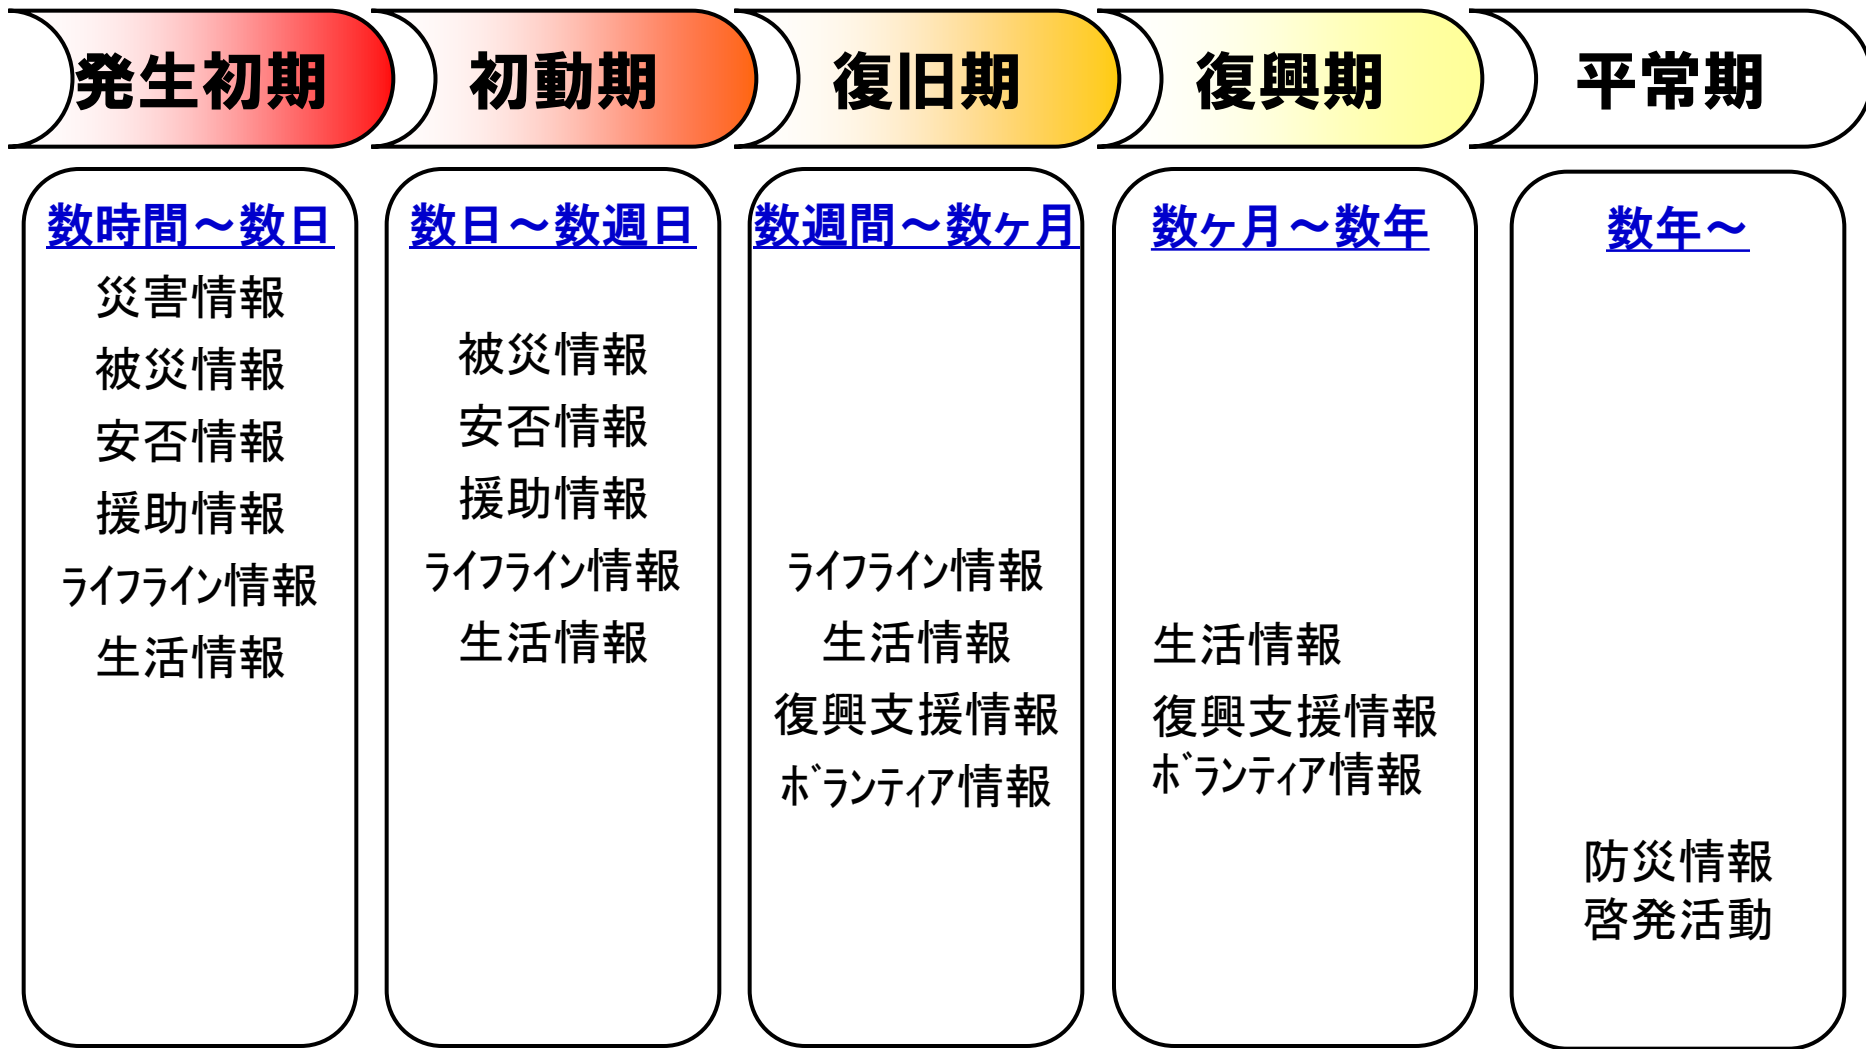 発生初期
初動期
復旧期
復興期
平常期
数時間～数日
災害情報
被災情報
安否情報
援助情報
ﾗｲﾌﾗｲﾝ情報
生活情報
数日～数週日
被災情報
安否情報
援助情報
ﾗｲﾌﾗｲﾝ情報
生活情報
数週間～数ヶ月
ﾗｲﾌﾗｲﾝ情報
生活情報
復興支援情報
ﾎﾞﾗﾝﾃｨｱ情報
数ヶ月～数年
生活情報
復興支援情報
ﾎﾞﾗﾝﾃｨｱ情報
数年～
防災情報
啓発活動